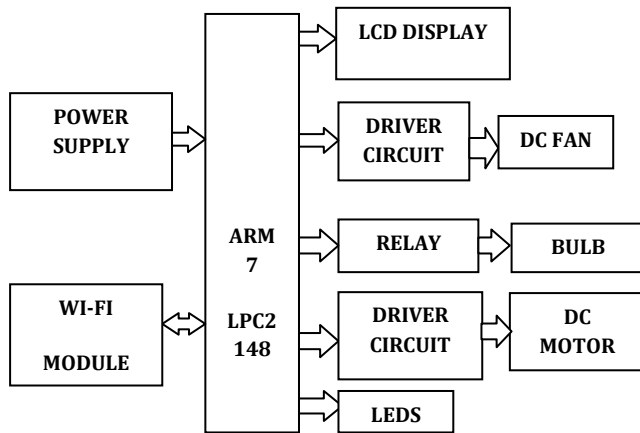 POWER
SUPPLY
WI-FI
MODULE
ARM
7
LPC2
148
LCD DISPLAY
DRIVER
CIRCUIT
DC FAN
RELAY
BULB
DRIVER
CIRCUIT
DC
MOTOR
LEDS